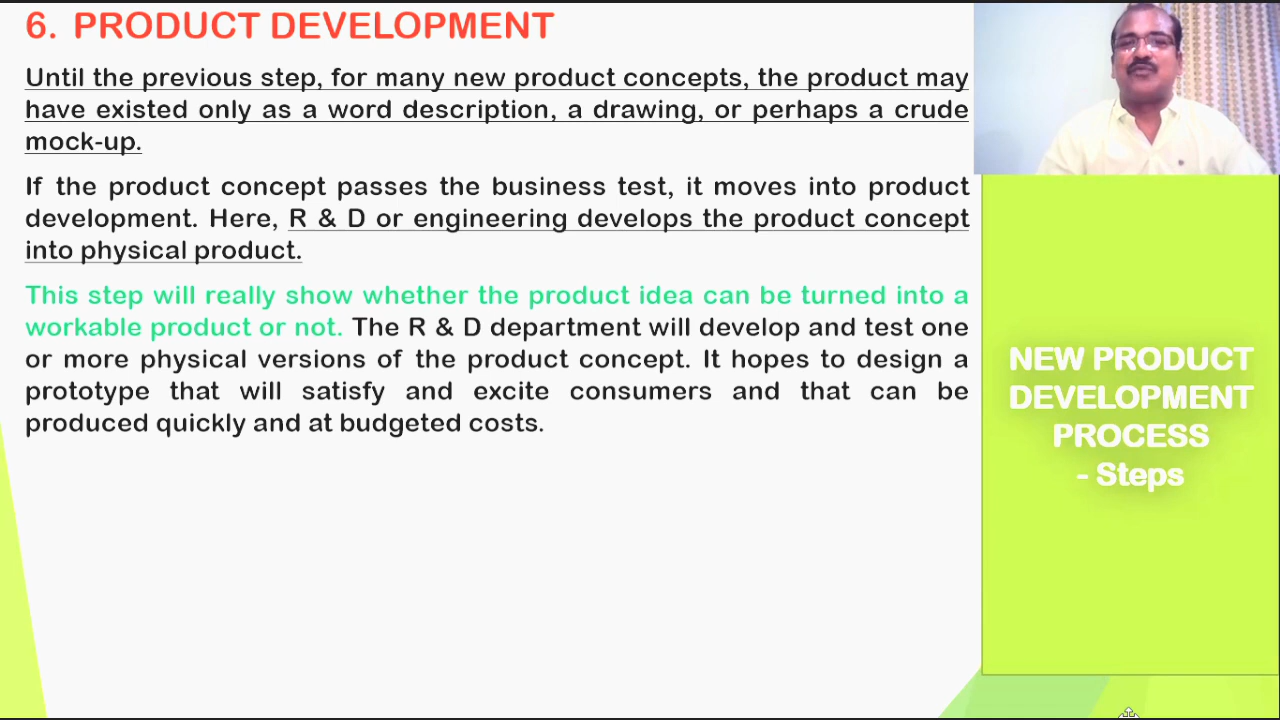 6. PRODUCT DEVELOPMENT
Until the previous step, for many new product concepts, the product may
have existed only as a word description, a drawing, or perhaps a crude
mock-up.
If the product concept passes the business test, it moves into product
development. Here, R & D or engineering develops the product concept
into physical product.
This step will really show whether the product idea can be turned into a
workable product or not. The R & D department will develop and test one
or more physical versions of the product concept. It hopes to design a
prototype that will satisfy and excite consumers and that can be
produced quickly and at budgeted costs.
NEW PRODUCT
DEVELOPMENT
PROCESS
- Steps